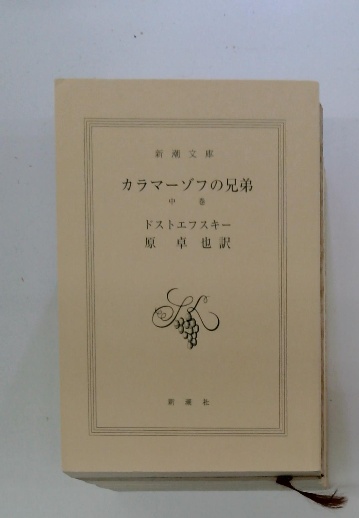 新潮文庫
カラマーゾフの兄弟
中巻
ドストエフスキー
原卓也訳
新潮社